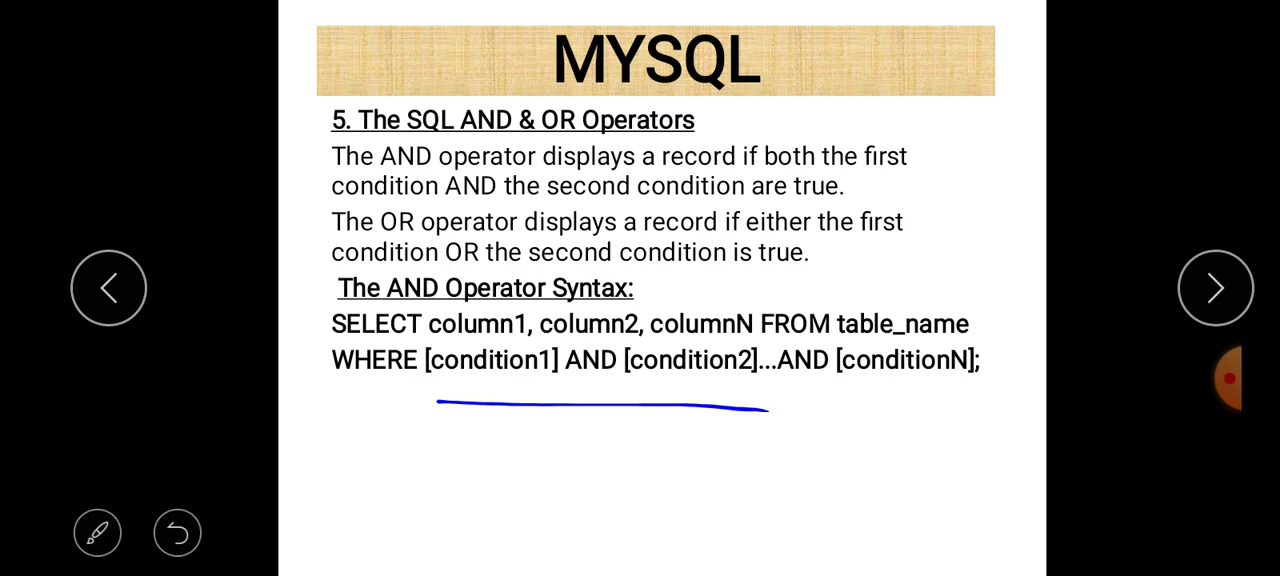 MYSQL
5. The SQL AND & OR Operators
The AND operator displays a record if both the first
condition AND the second condition are true.
The OR operator displays a record if either the first
condition OR the second condition is true.
The AND Operator Syntax:
SELECT column1, column2, columnN FROM table_name
WHERE [condition1] AND [condition2]...AND [conditionN];